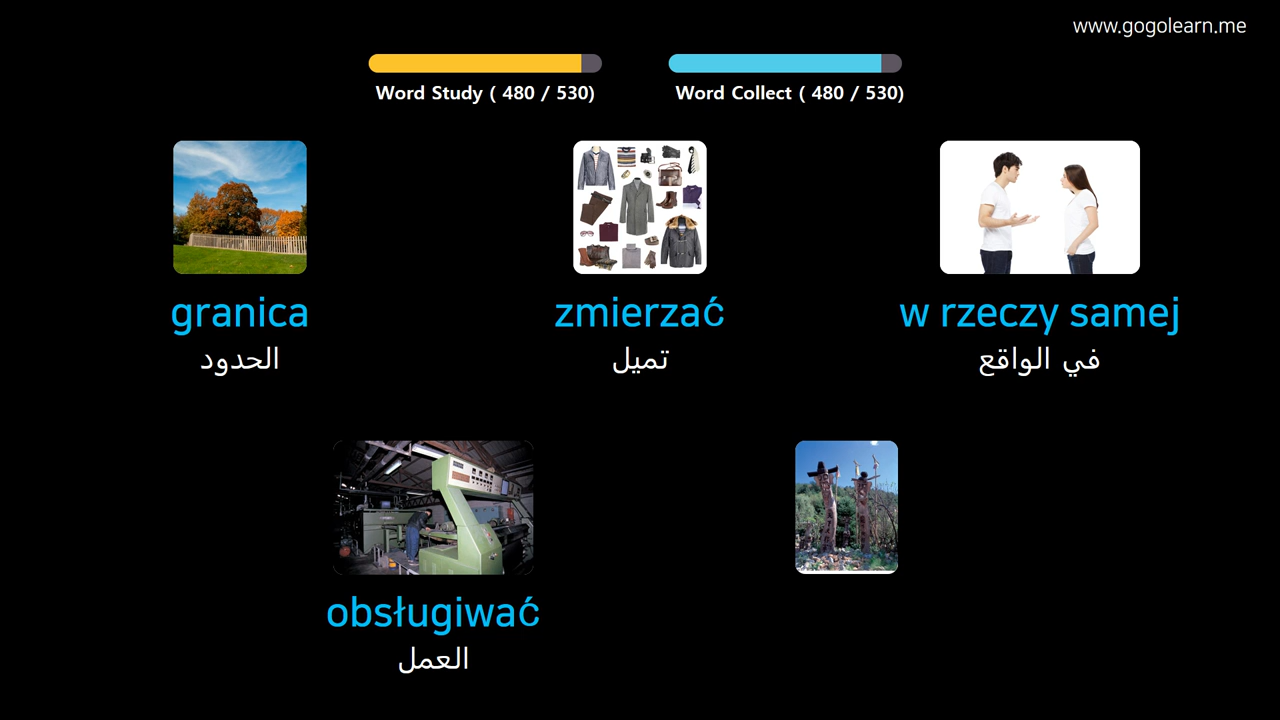 www.gogolearn.me
Word Study ( 480 / 530)
Word Collect ( 480 / 530)
granica
الحدود
zmierzać
تميل
w rzeczy samej
في الواقع
obsługiwać
العمل